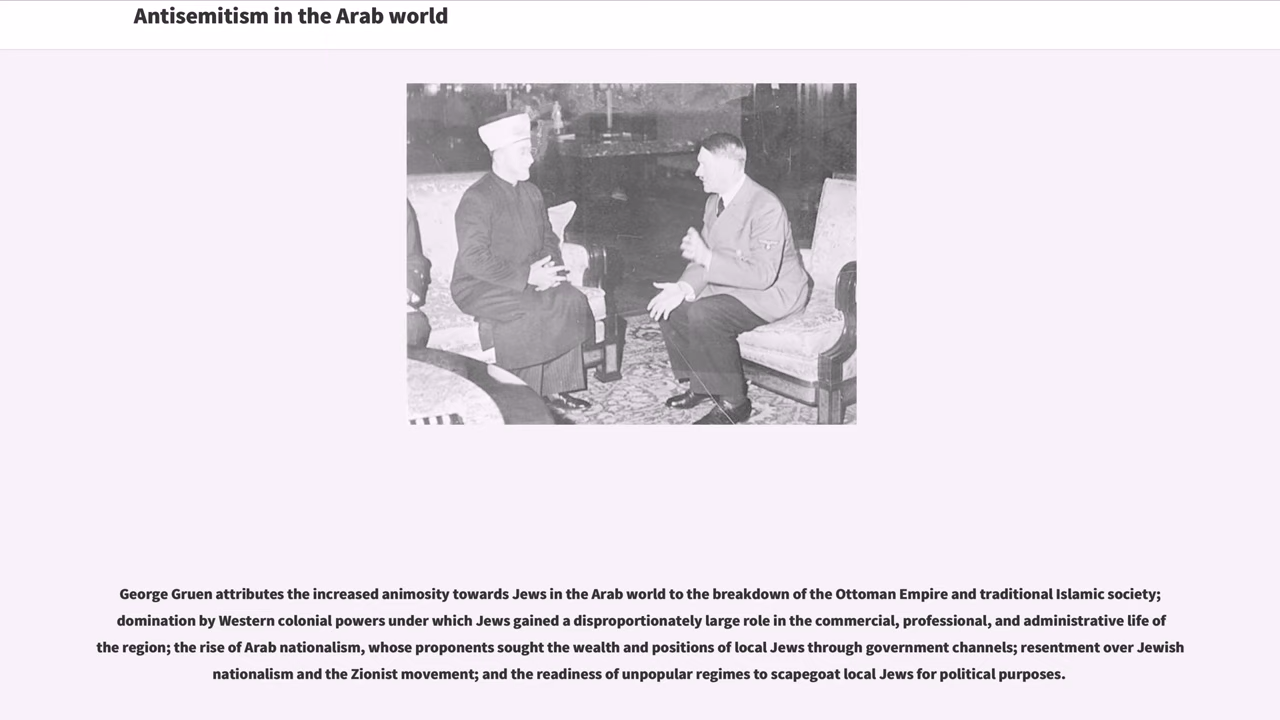 Antisemitism in the Arab world
George Gruen attributes the increased animosity towards Jews in the Arab world to the breakdown of the Ottoman Empire and traditional Islamic society;
domination by Western colonial powers under which Jews gained a disproportionately large role in the commercial, professional, and administrative life of
the region; the rise of Arab nationalism, whose proponents sought the wealth and positions of local Jews through government channels; resentment over Jewish
nationalism and the Zionist movement; and the readiness of unpopular regimes to scapegoat local Jews for political purposes.